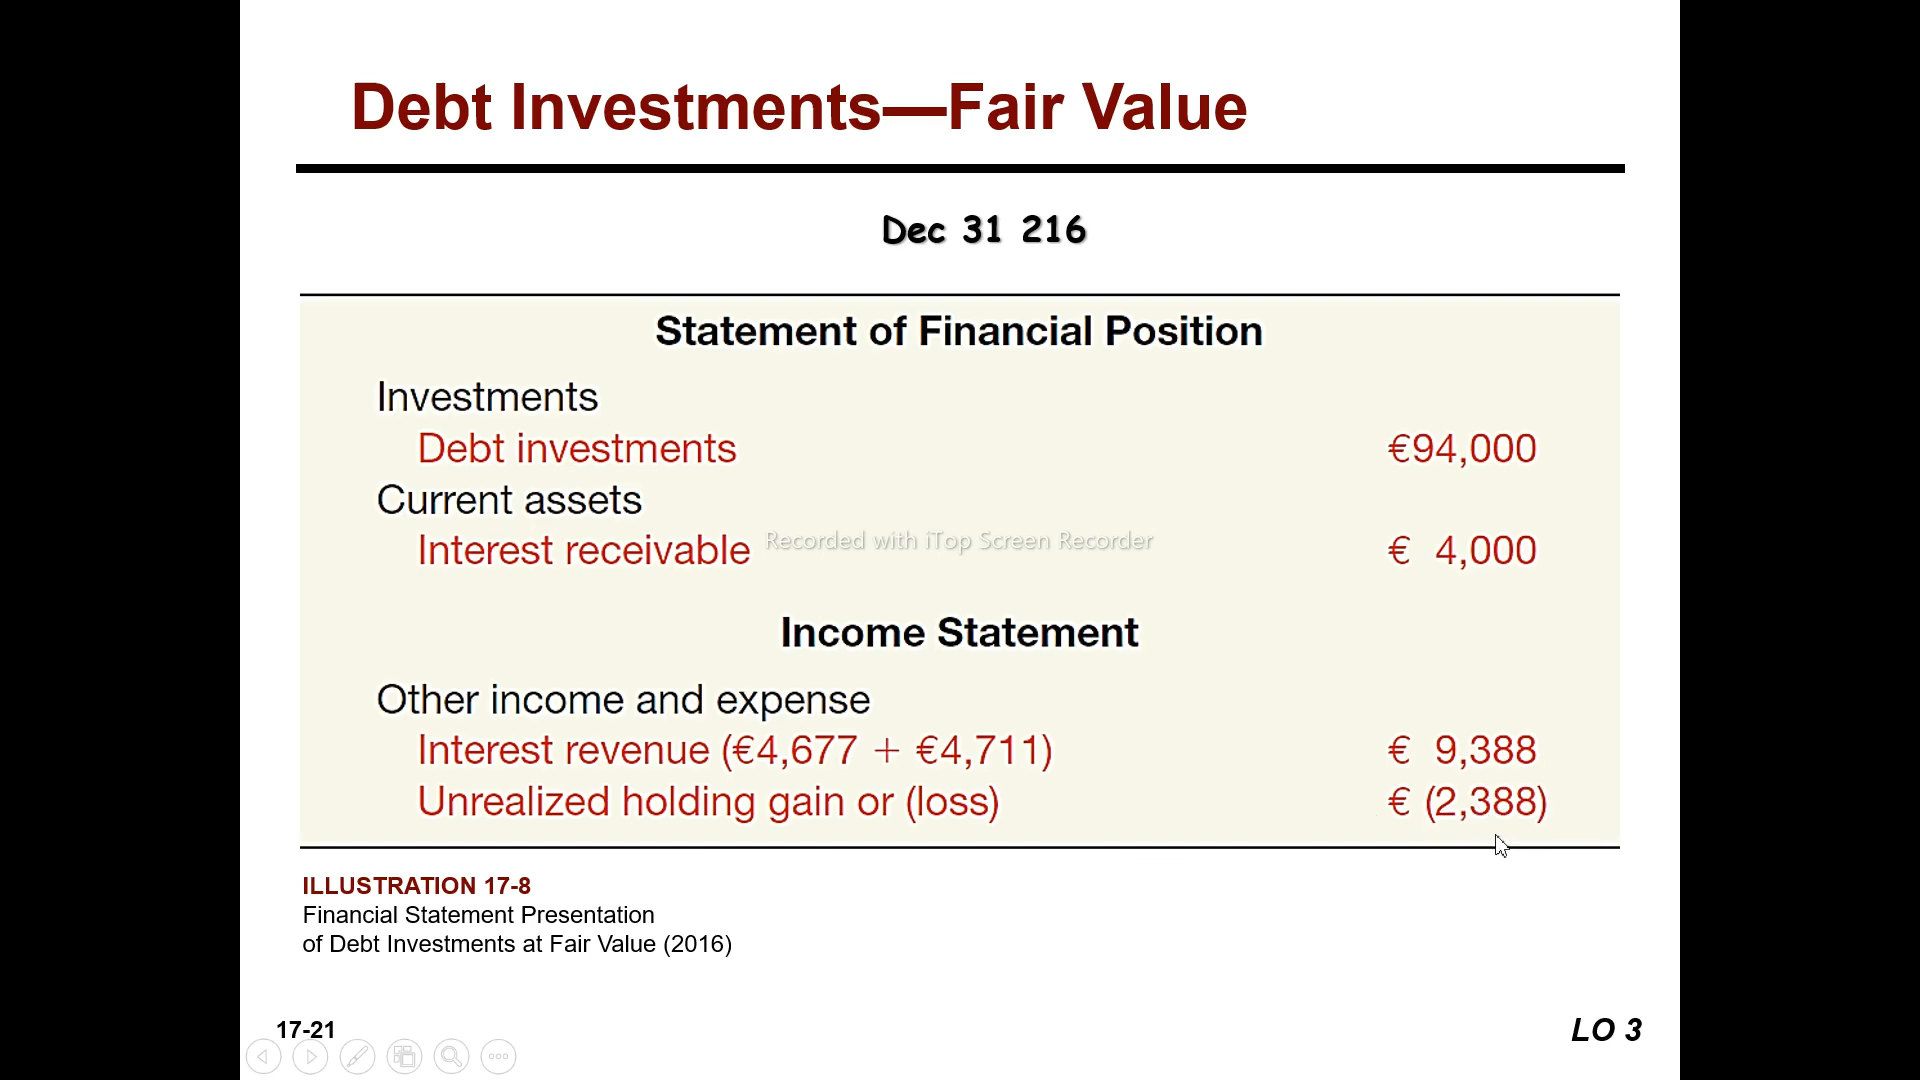 Debt Investments—Fair Value
Dec 31 216
Statement of Financial Position
Investments
Debt investments €94,000
Current assets
Interest receivable € 4,000
Recorded with iTop Screen Recorder
Income Statement
Other income and expense
Interest revenue (€4,677 + €4,711) € 9,388
Unrealized holding gain or (loss) € (2,388)
ILLUSTRATION 17-8
Financial Statement Presentation
of Debt Investments at Fair Value (2016)
17-21
LO 3